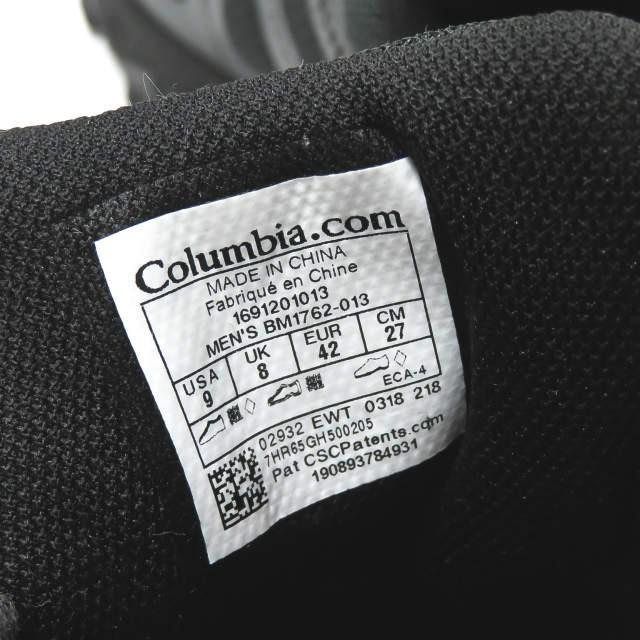 Columbia.com
MADE IN CHINA
Fabriqué en Chine
1691201013
MEN'S BM1762-013
USA UK EUR CM
9 8 42 27
ECA-4
02932 EWT 0318 218
7HR65GH500205
Pat CSCPatents.com
190893784931